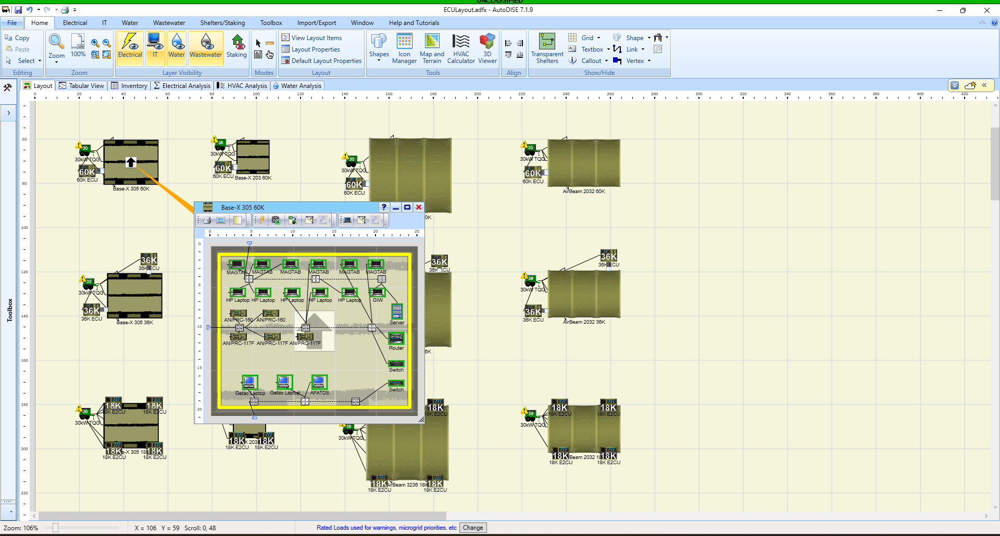 UNCLASSIFIED
ECULayout.adfx - AutoDISE 7.1.9
File Home Electrical IT Water Wastewater Shelters/Staking Toolbox Import/Export Window Help and Tutorials
Copy
Paste
Select
Editing
Zoom
100%
Zoom
Electrical
IT
Water
Wastewater
Staking
Layer Visibility
Modes
View Layout Items
Layout Properties
Default Layout Properties
Layout
Shapes
Icon Manager
Map and Terrain
HVAC Calculator
3D Viewer
Tools
Align
Transparent Shelters
Grid
Textbox
Callout
Shape
Link
Vertex
Show/Hide
Layout Tabular View Inventory Electrical Analysis HVAC Analysis Water Analysis
0 20 40 60 80 100 120 140 160 180 200 220 240 260 280 300 320 340 360 380 400 420
60
80
100
120
140
160
180
200
220
Toolbox
30
30kW TQG
60K
60K ECU
Base-X 305 60K
30
30kW TQG
60K
60K ECU
Base-X 203 60K
30
30kW TQG
60K
60K ECU
0K
30
30kW TQG
60K
60K ECU
AirBeam 2032 60K
36K
36K ECU
30
30kW TQG
36K
36K ECU
Base-X 305 36K
36K
36K ECU
6K
36K
36K ECU
30
30kW TQG
36K
36K ECU
AirBeam 2032 36K
18K
18K E2CU
18K
18K E2CU
30
30kW TQG
18K
18K E2CU
18K
18K E2CU
18K
18K E2CU
18K
18K E2CU
18K
18K E2CU
30
30kW TQG
18K
18K E2CU
AirBeam 3236 18K
18K
18K E2CU
18K
18K E2CU
18K
18K E2CU
30
30kW TQG
18K
18K E2CU
Beam 2032
18K
18K E2CU
Base-X 305 60K
0 5 10 15 20 25
0
5
10
15
20
MAGTAB MAGTAB MAGTAB MAGTAB MAGTAB MAGTAB
HP Laptop HP Laptop HP Laptop HP Laptop HP Laptop GIW
AN/PRC-160 AN/PRC-160
Server
AN/PRC-117F AN/PRC-117F AN/PRC-117F
Router
Switch
Getac Laptop Getac Laptop AFATDS
Switch
Zoom: 106%
X = 106 Y = 59 Scroll: 0, 48
Rated Loads used for warnings, microgrid priorities, etc
Change